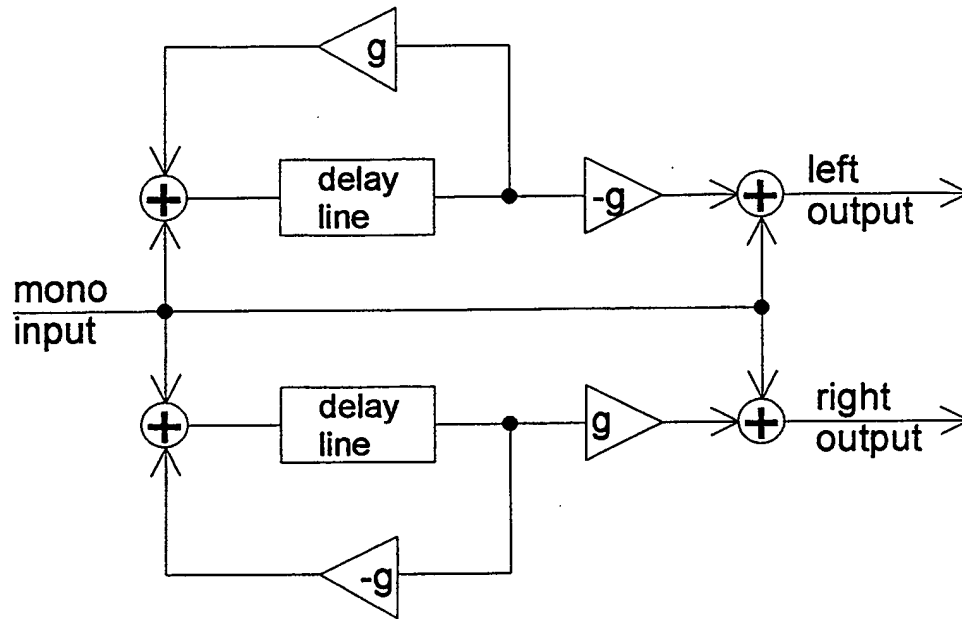 g
+
delay
line
-g
+
left
output
mono
input
+
delay
line
g
+
right
output
-g